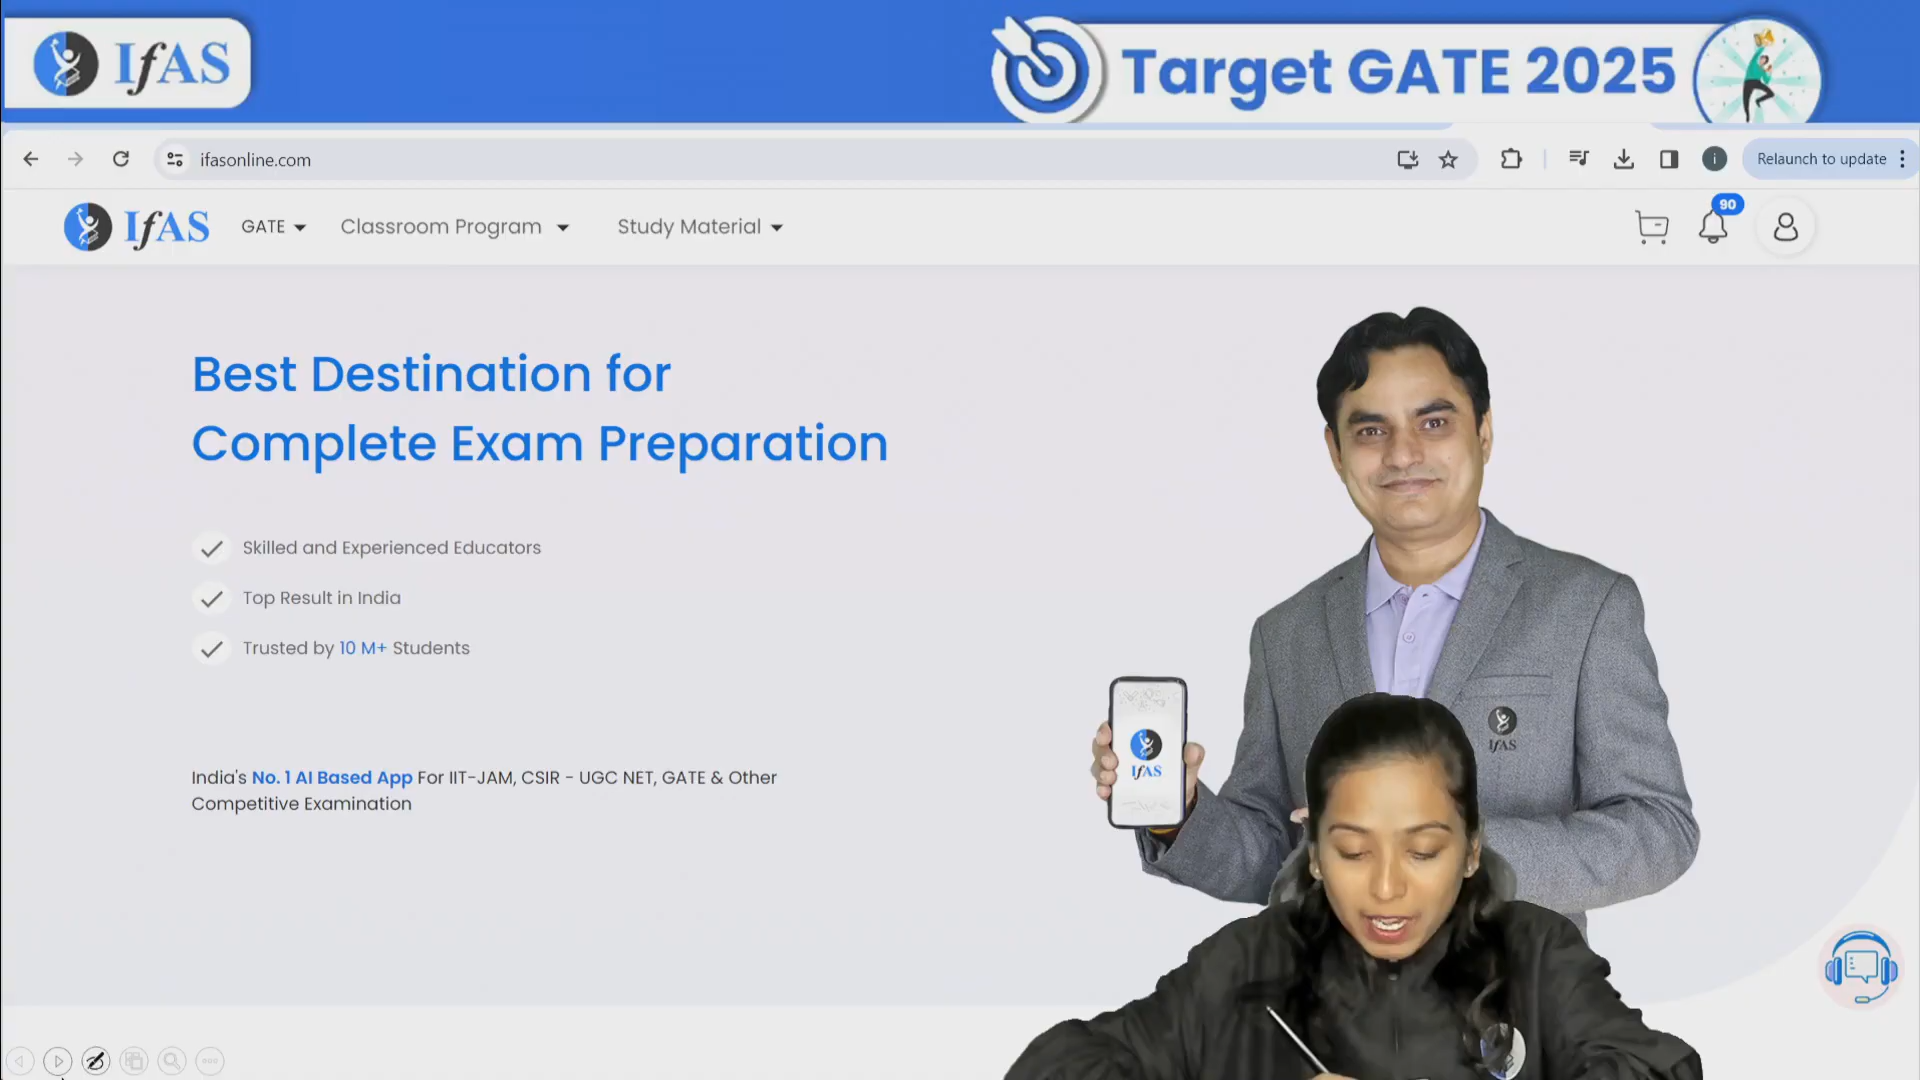 IfAS
Target GATE 2025
ifasonline.com
Relaunch to update
IfAS
GATE
Classroom Program
Study Material
90
Best Destination for
Complete Exam Preparation
Skilled and Experienced Educators
Top Result in India
Trusted by 10 M+ Students
India's No. 1 AI Based App For IIT-JAM, CSIR - UGC NET, GATE & Other
Competitive Examination
IfAS
IfAS